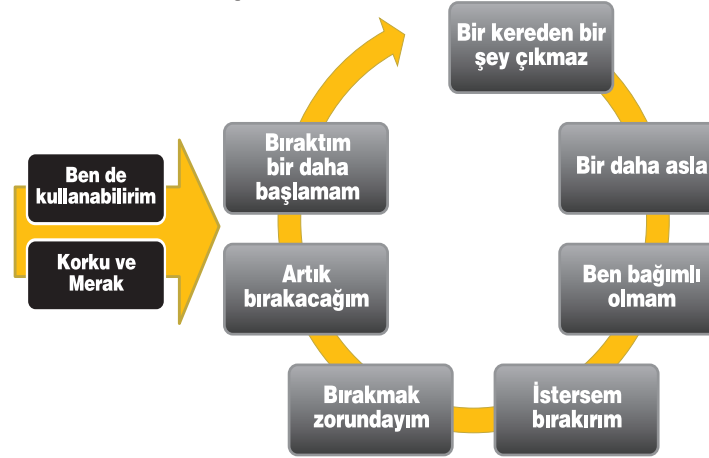 Ben de
kullanabilirim
Korku ve
Merak
Bir kereden bir
şey çıkmaz
Bir daha asla
Ben bağımlı
olmam
İstersem
bırakırım
Bırakmak
zorundayım
Artık
bırakacağım
Bıraktım
bir daha
başlamam